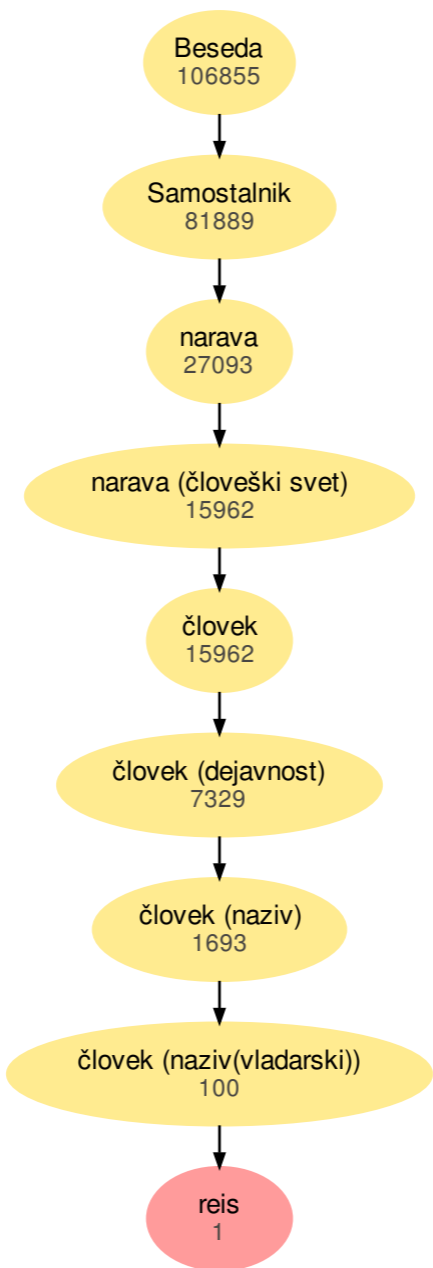 Beseda
106855
Samostalnik
81889
narava
27093
narava (človeški svet)
15962
človek
15962
človek (dejavnost)
7329
človek (naziv)
1693
človek (naziv(vladarski))
100
reis
1